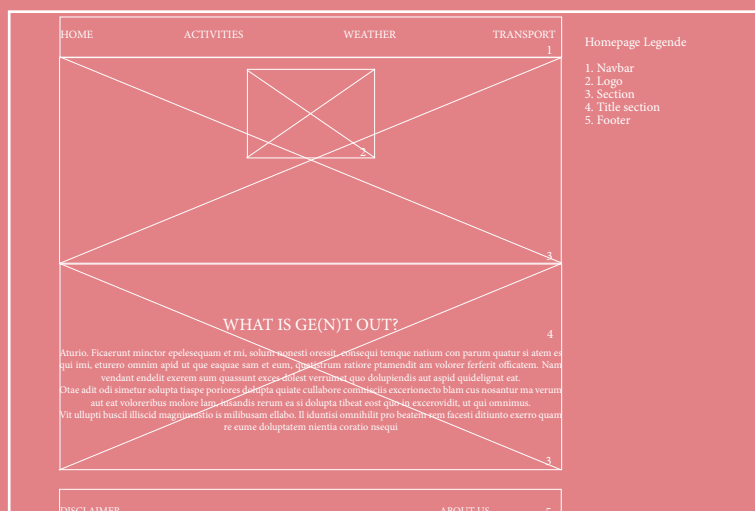 HOME ACTIVITIES WEATHER TRANSPORT
1
2
3
WHAT IS GE(N)T OUT?
4
Aturio. Ficaerunt minctor epelesequam et mi, solum nonesti oressit, consequi temque natium con parum quatur si atem es
qui imi, eturero omnim apid ut que eaquae sam et eum, quatistrum ratiore ptamendit am volorer ferferit officatem. Nam
vendant endelit exerem sum quassunt exces dolest verrumet quo dolupiendis aut aspid quidelignat eat.
Otae adit odi simetur solupta tiaspe poriores dolupta quiate cullabore comnisciis excerionecto blam cus nosantur ma verum
aut eat voloreribus molore lam, iusandis rerum ea si dolupta tibeat eost quo in excerovidit, ut qui omnimus.
Vit ullupti buscil illiscid magnimustio is milibusam ellabo. Il iduntisi omnihilit pro beatem rem facesti ditiunto exerro quam
re eume doluptatem nientia coratio nsequi
3
DISCLAIMER ABOUT US 5
Homepage Legende
1. Navbar
2. Logo
3. Section
4. Title section
5. Footer